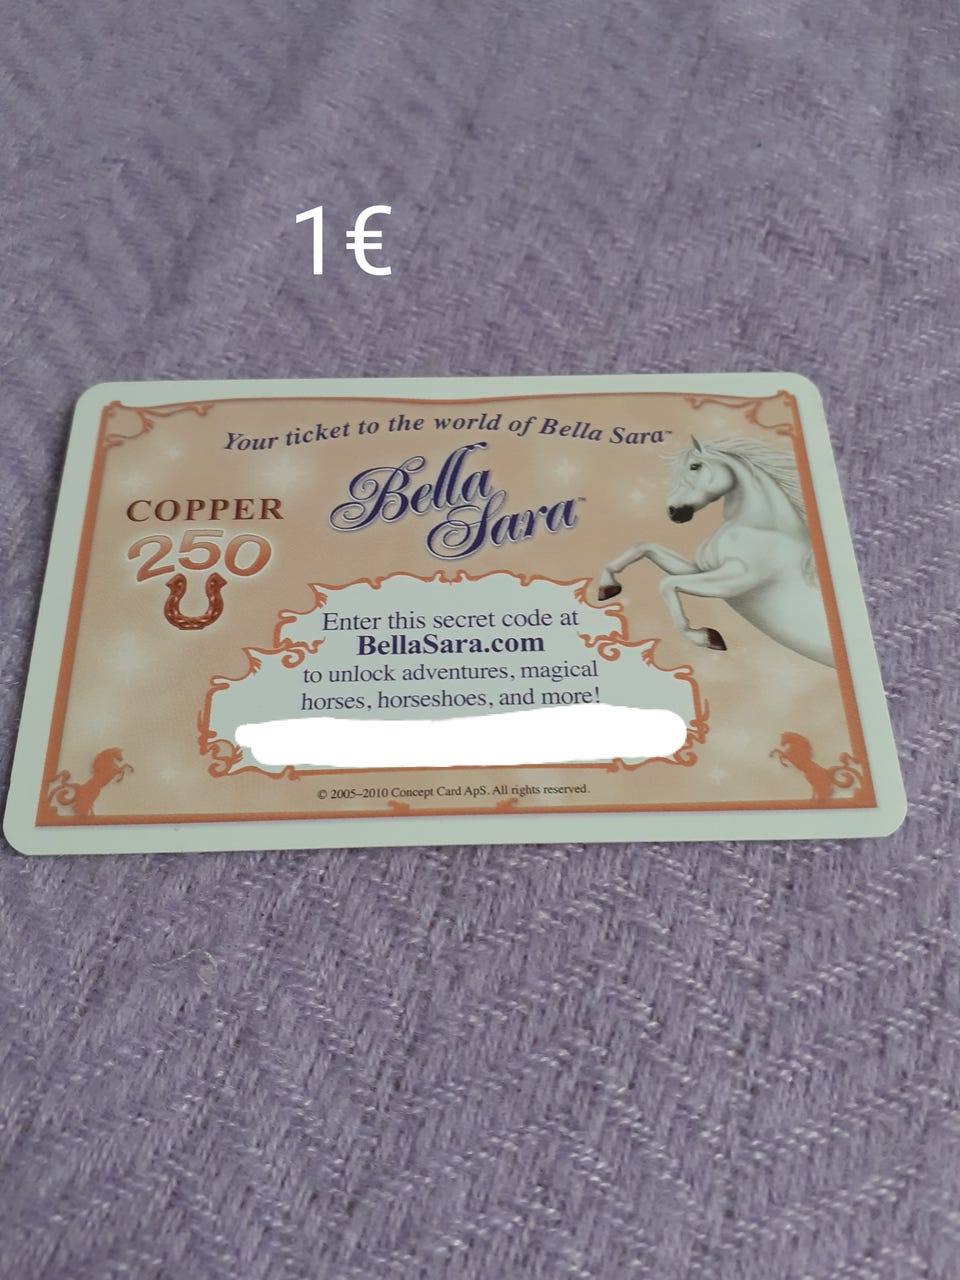 1€
Your ticket to the world of Bella Sara™
Bella
Sara™
COPPER
250
Enter this secret code at
BellaSara.com
to unlock adventures, magical
horses, horseshoes, and more!
© 2005–2010 Concept Card ApS. All rights reserved.